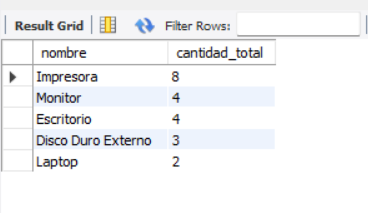 Result Grid Filter Rows:
nombre cantidad_total
Impresora 8
Monitor 4
Escritorio 4
Disco Duro Externo 3
Laptop 2